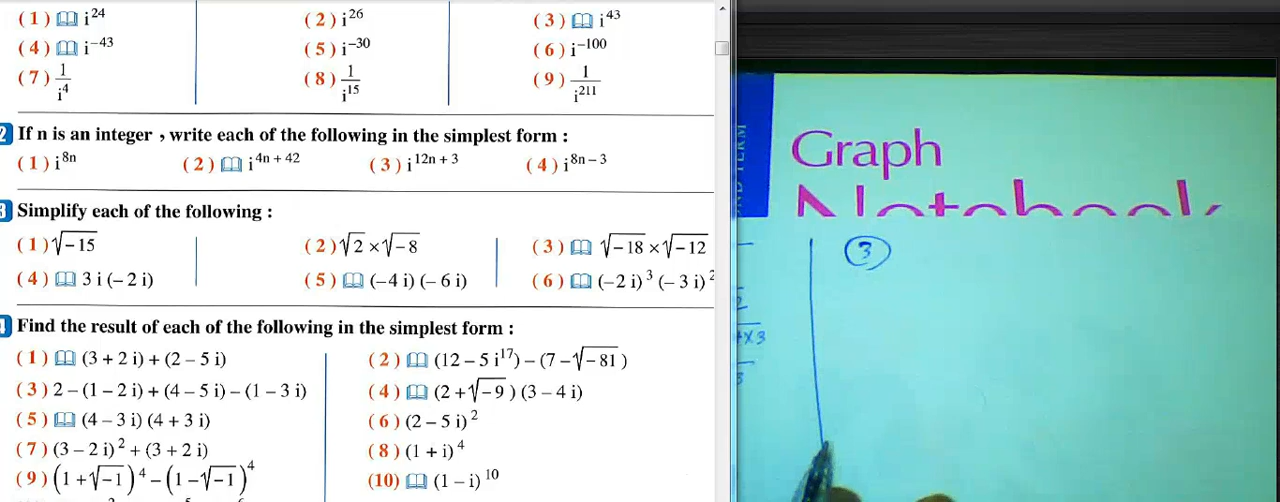 (1) i^24 (2) i^26 (3) i^43
(4) i^-43 (5) i^-30 (6) i^-100
(7) 1/i^4 (8) 1/i^15 (9) 1/i^211
2 If n is an integer , write each of the following in the simplest form :
(1) i^8n (2) i^4n+42 (3) i^12n+3 (4) i^8n-3
3 Simplify each of the following :
(1) √-15 (2) √2 × √-8 (3) √-18 × √-12
(4) 3 i (-2 i) (5) (-4 i) (-6 i) (6) (-2 i)^3 (-3 i)^2
4 Find the result of each of the following in the simplest form :
(1) (3 + 2 i) + (2 - 5 i) (2) (12 - 5 i^17) - (7 - √-81)
(3) 2 - (1 - 2 i) + (4 - 5 i) - (1 - 3 i) (4) (2 + √-9) (3 - 4 i)
(5) (4 - 3 i) (4 + 3 i) (6) (2 - 5 i)^2
(7) (3 - 2 i)^2 + (3 + 2 i) (8) (1 + i)^4
(9) (1 + √-1)^4 - (1 - √-1)^4 (10) (1 - i)^10
TERM
Graph
Notebook
3